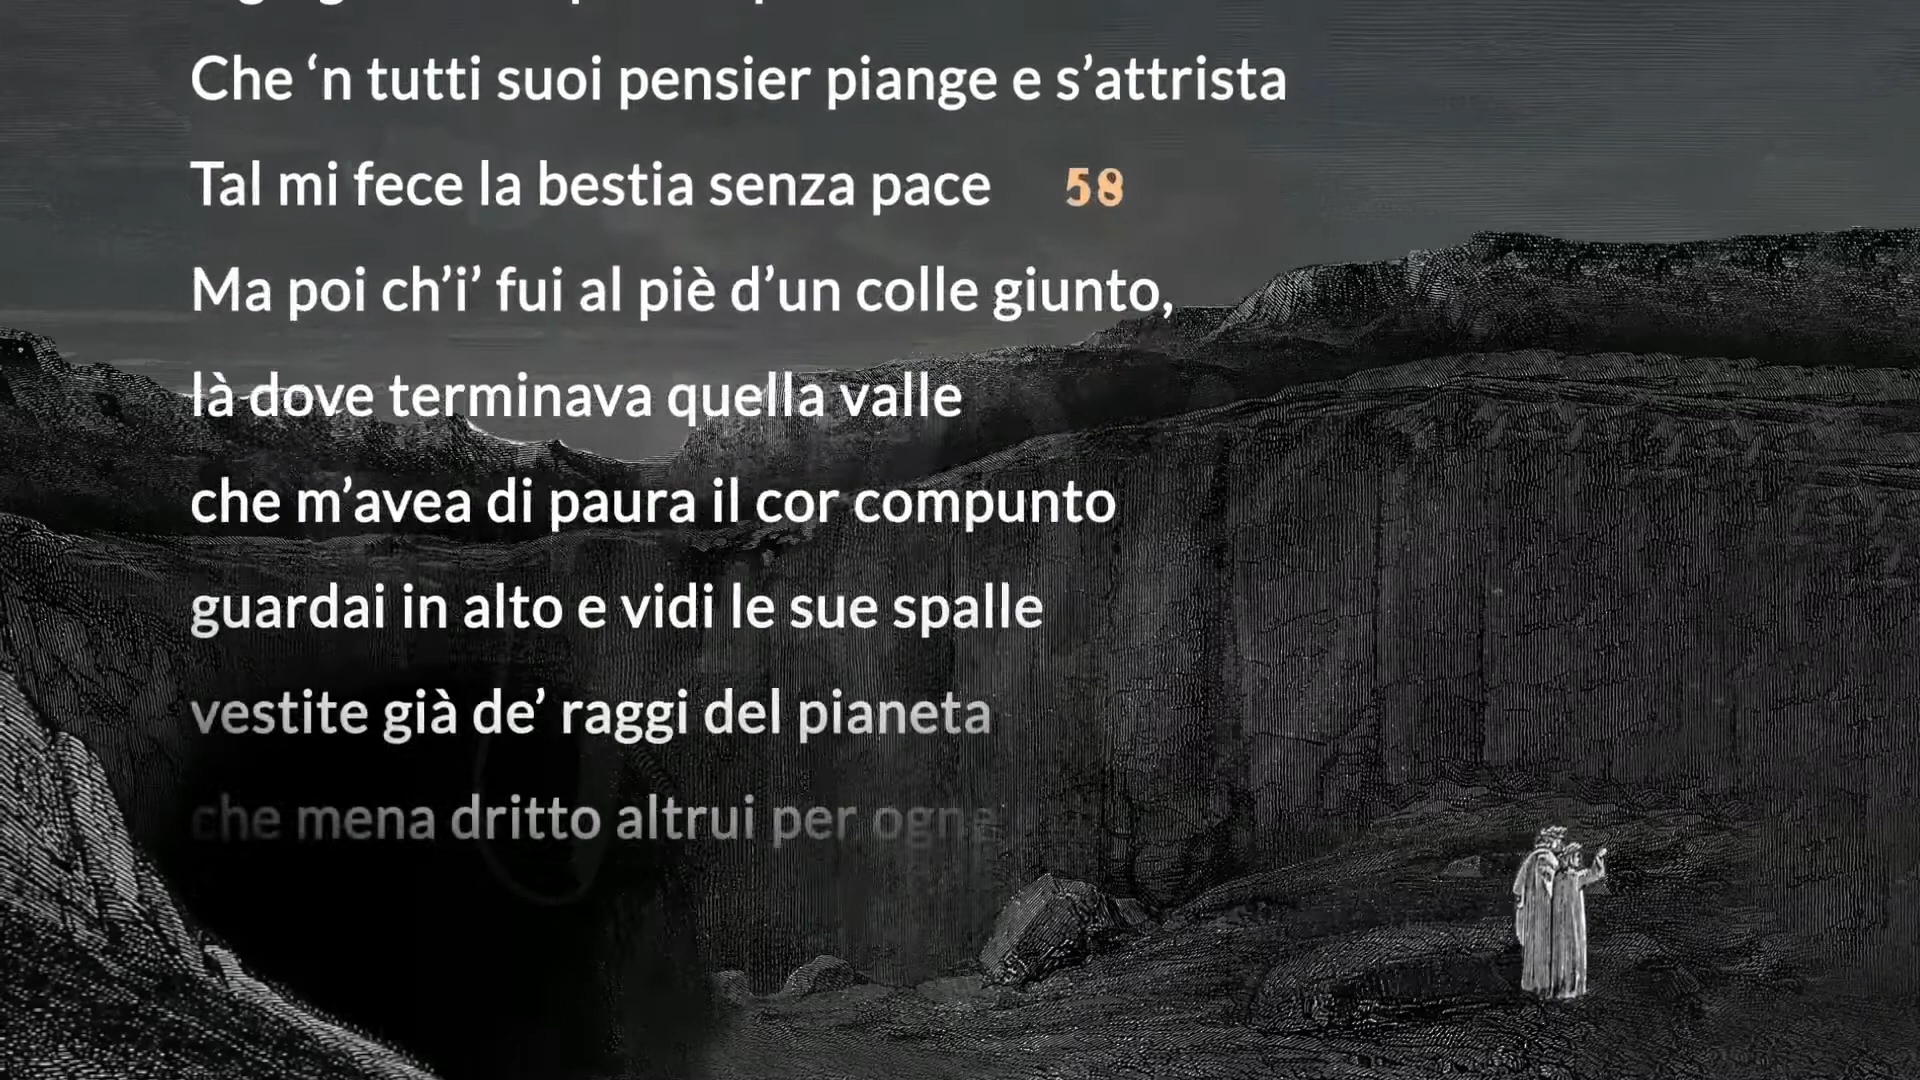 Che ‘n tutti suoi pensier piange e s’attrista
Tal mi fece la bestia senza pace 58
Ma poi ch’i’ fui al piè d’un colle giunto,
là dove terminava quella valle
che m’avea di paura il cor compunto
guardai in alto e vidi le sue spalle
vestite già de’ raggi del pianeta
che mena dritto altrui per ogne